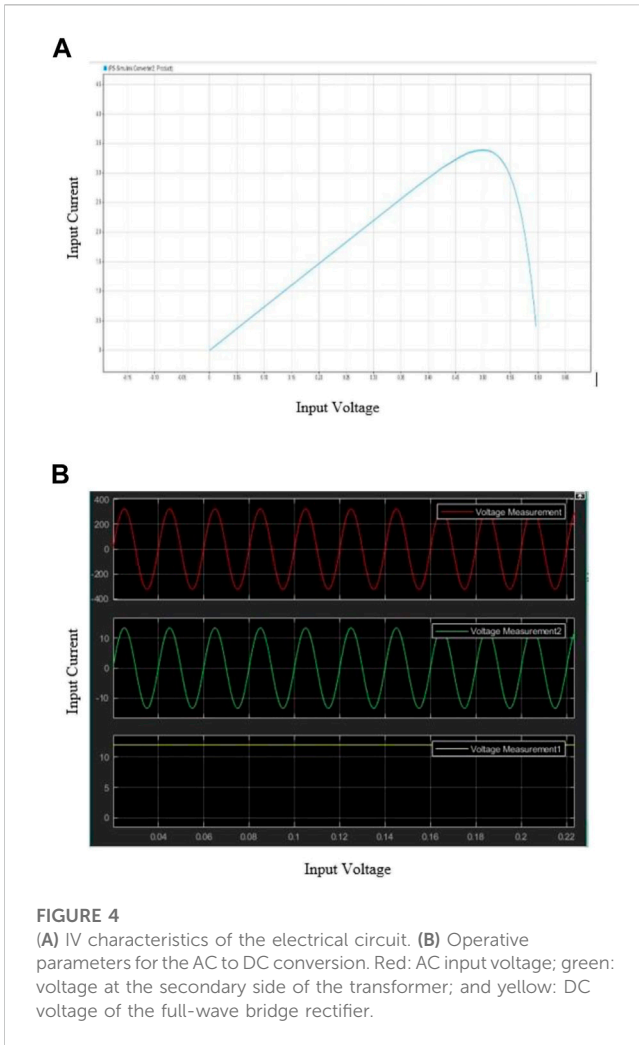 A
Input Current
Input Voltage
B
400
200
0
-200
-400
Voltage Measurement
10
0
-10
Voltage Measurement2
Input Current
10
5
0
Voltage Measurement1
0.04 0.06 0.08 0.1 0.12 0.14 0.16 0.18 0.2 0.22
Input Voltage
FIGURE 4
(A) IV characteristics of the electrical circuit. (B) Operative
parameters for the AC to DC conversion. Red: AC input voltage; green:
voltage at the secondary side of the transformer; and yellow: DC
voltage of the full-wave bridge rectifier.